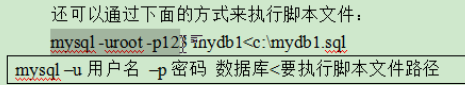 还可以通过下面的方式来执行脚本文件：
mysql -uroot -p123 mydb1<c:\mydb1.sql
mysql –u 用户名 –p 密码 数据库<要执行脚本文件路径